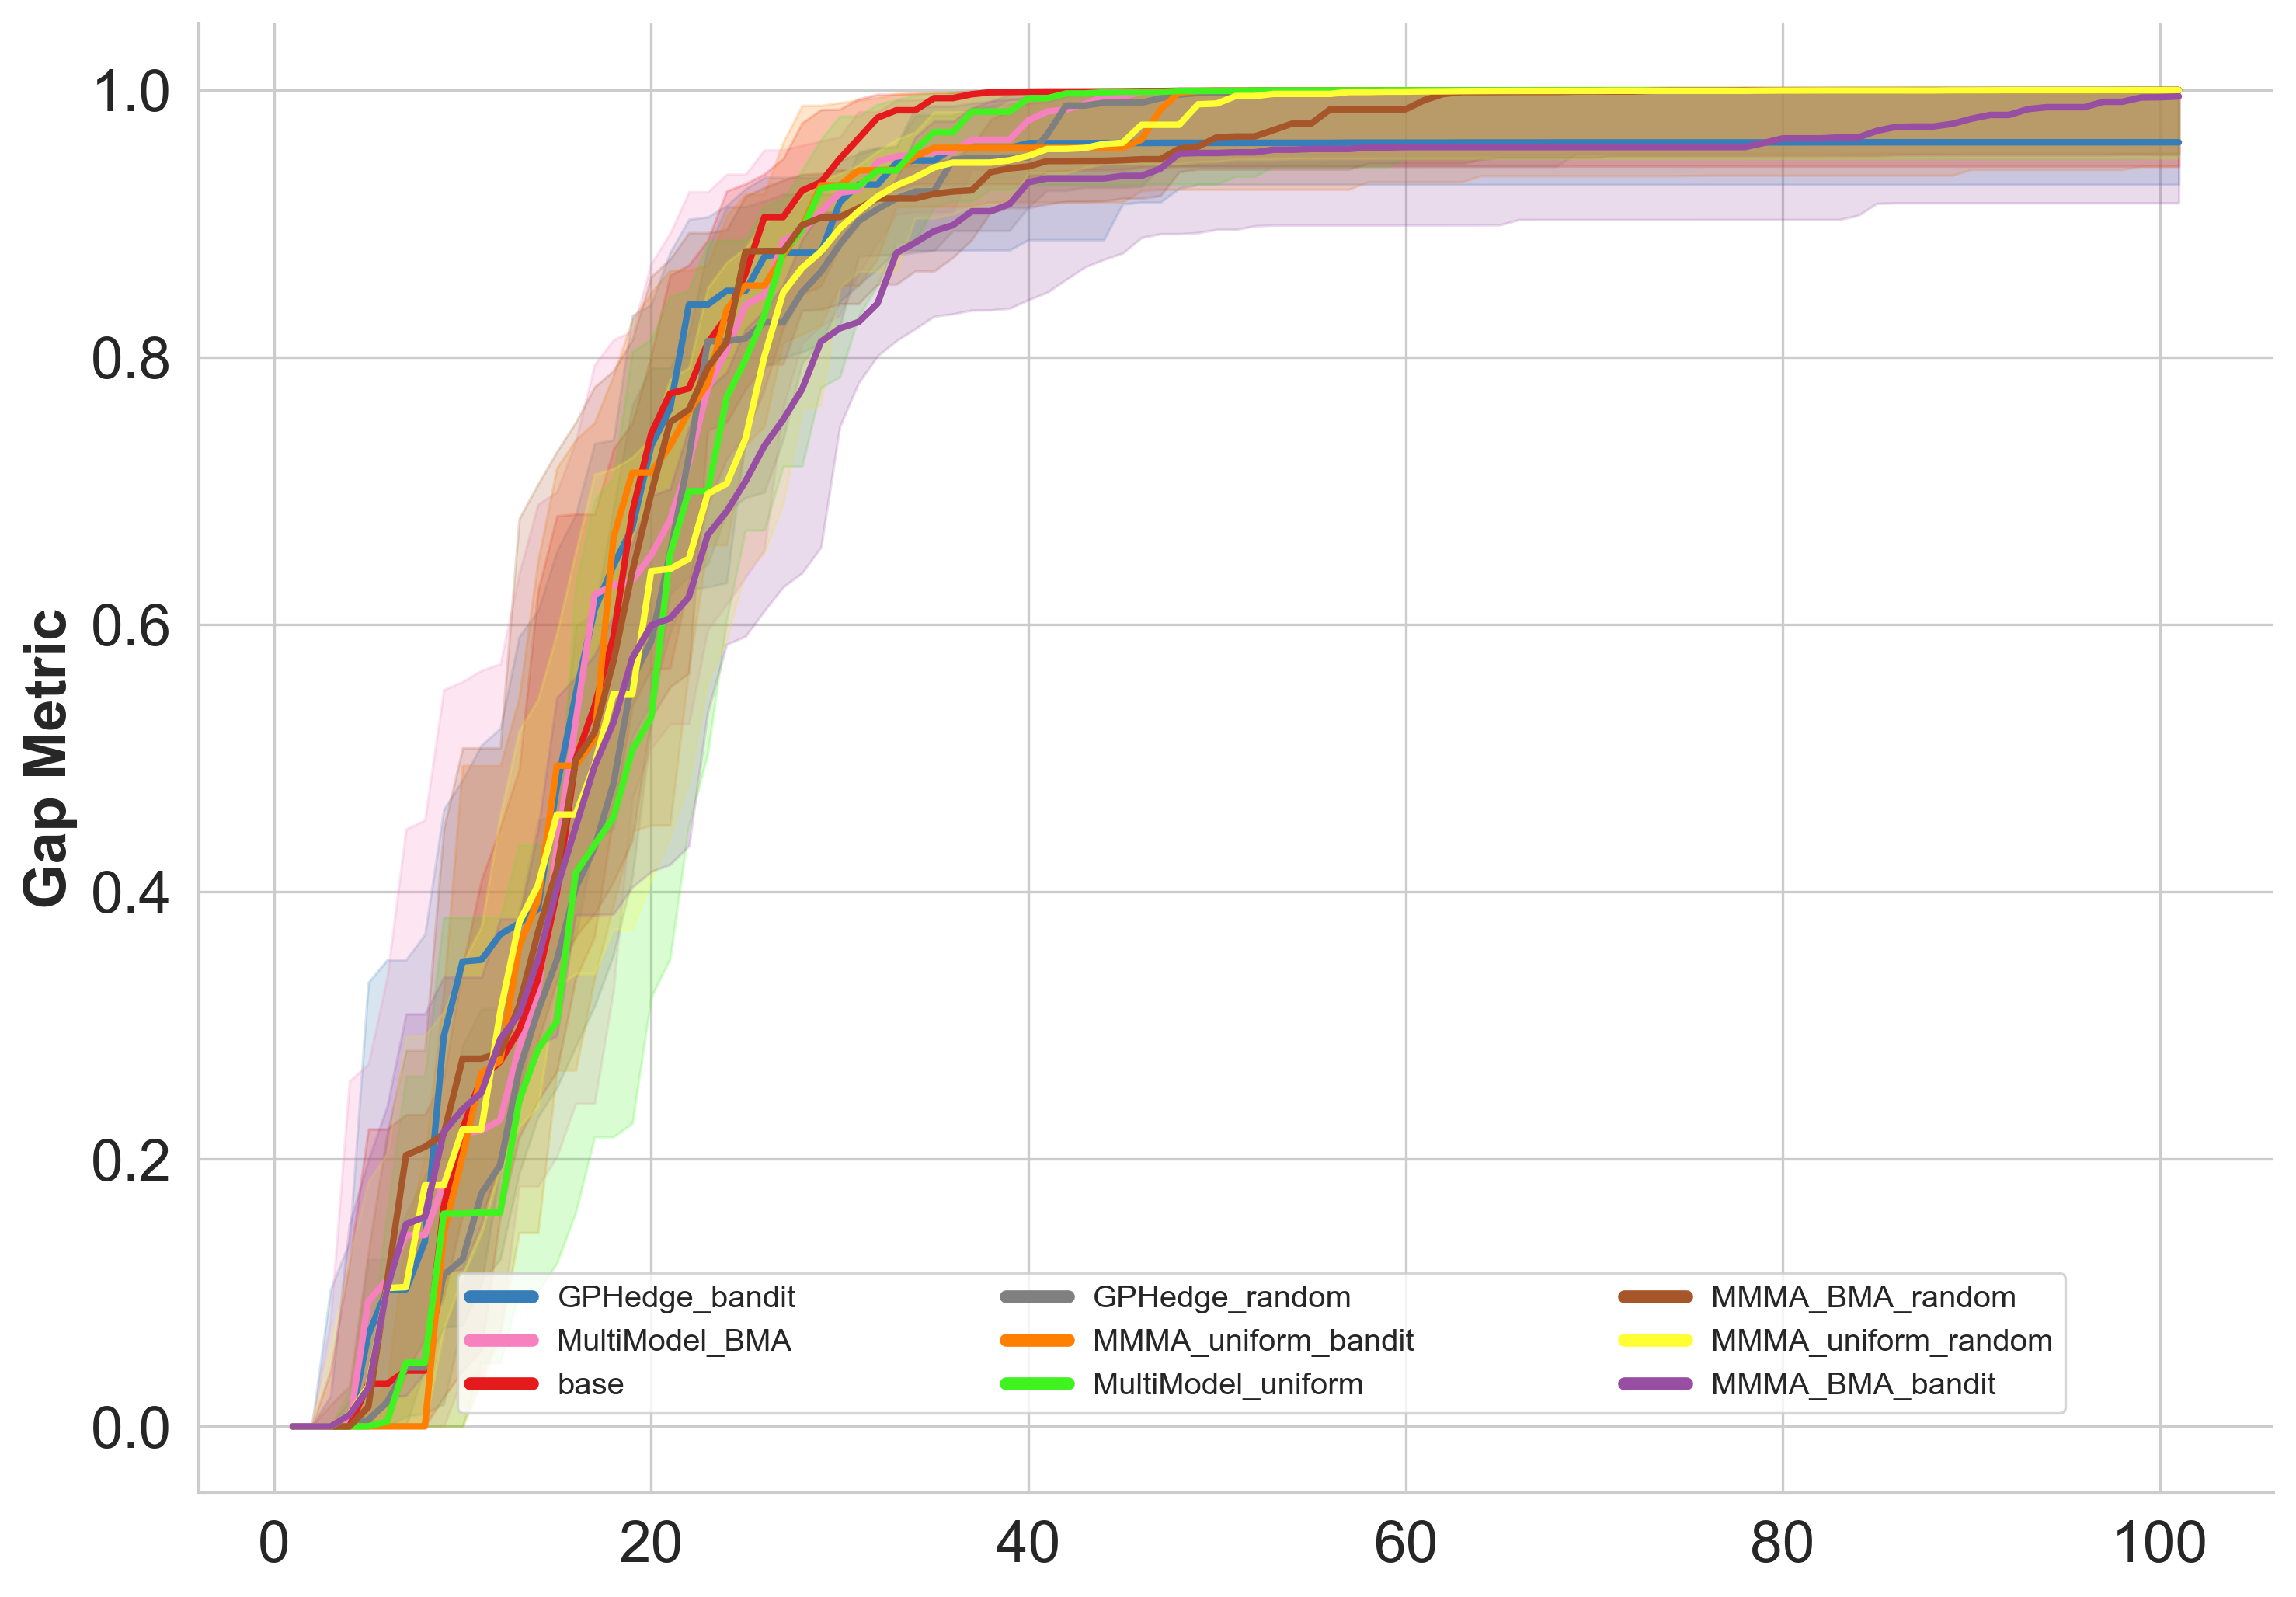 Gap Metric
1.0
0.8
0.6
0.4
0.2
0.0
GPHedge_bandit
MultiModel_BMA
base
GPHedge_random
MMMA_uniform_bandit
MultiModel_uniform
MMMA_BMA_random
MMMA_uniform_random
MMMA_BMA_bandit
0 20 40 60 80 100